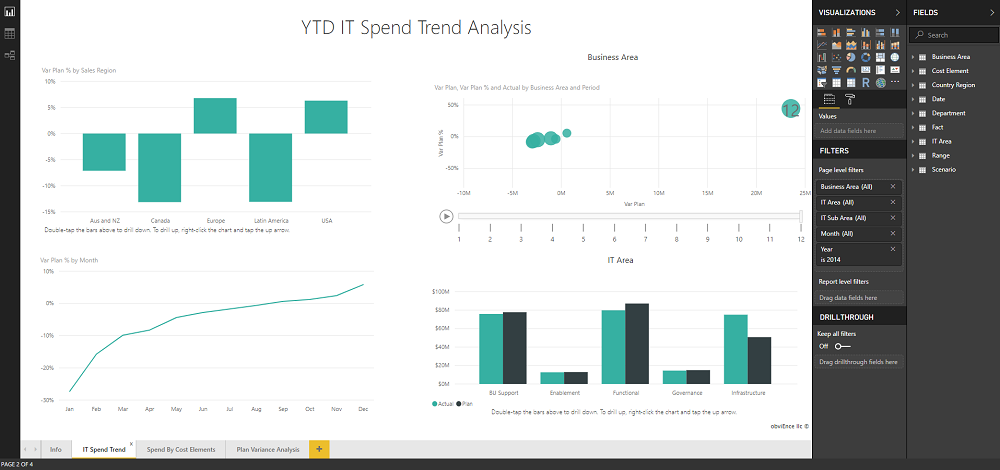 YTD IT Spend Trend Analysis
Var Plan % by Sales Region
10%
5%
0%
-5%
-10%
-15%
Aus and NZ
Canada
Europe
Latin America
USA
Double-tap the bars above to drill down. To drill up, right-click the chart and tap the up arrow.
Var Plan % by Month
10%
0%
-10%
-20%
-30%
Jan
Feb
Mar
Apr
May
Jun
Jul
Aug
Sep
Oct
Nov
Dec
Business Area
Var Plan, Var Plan % and Actual by Business Area and Period
50%
0%
-50%
Var Plan %
12
-10M
-5M
0M
5M
10M
15M
20M
25M
Var Plan
1
2
3
4
5
6
7
8
9
10
11
12
IT Area
$100M
$80M
$60M
$40M
$20M
$0M
BU Support
Enablement
Functional
Governance
Infrastructure
Actual
Plan
Double-tap the bars above to drill down. To drill up, right-click the chart and tap the up arrow.
obviEnce llc ©
VISUALIZATIONS
R
Values
Add data fields here
FILTERS
Page level filters
Business Area (All)
IT Area (All)
IT Sub Area (All)
Month (All)
Year
is 2014
Report level filters
Drag data fields here
DRILLTHROUGH
Keep all filters
Off
Drag drillthrough fields here
FIELDS
Search
Business Area
Cost Element
Country Region
Date
Department
Fact
IT Area
Range
Scenario
Info
IT Spend Trend
Spend By Cost Elements
Plan Variance Analysis
PAGE 2 OF 4